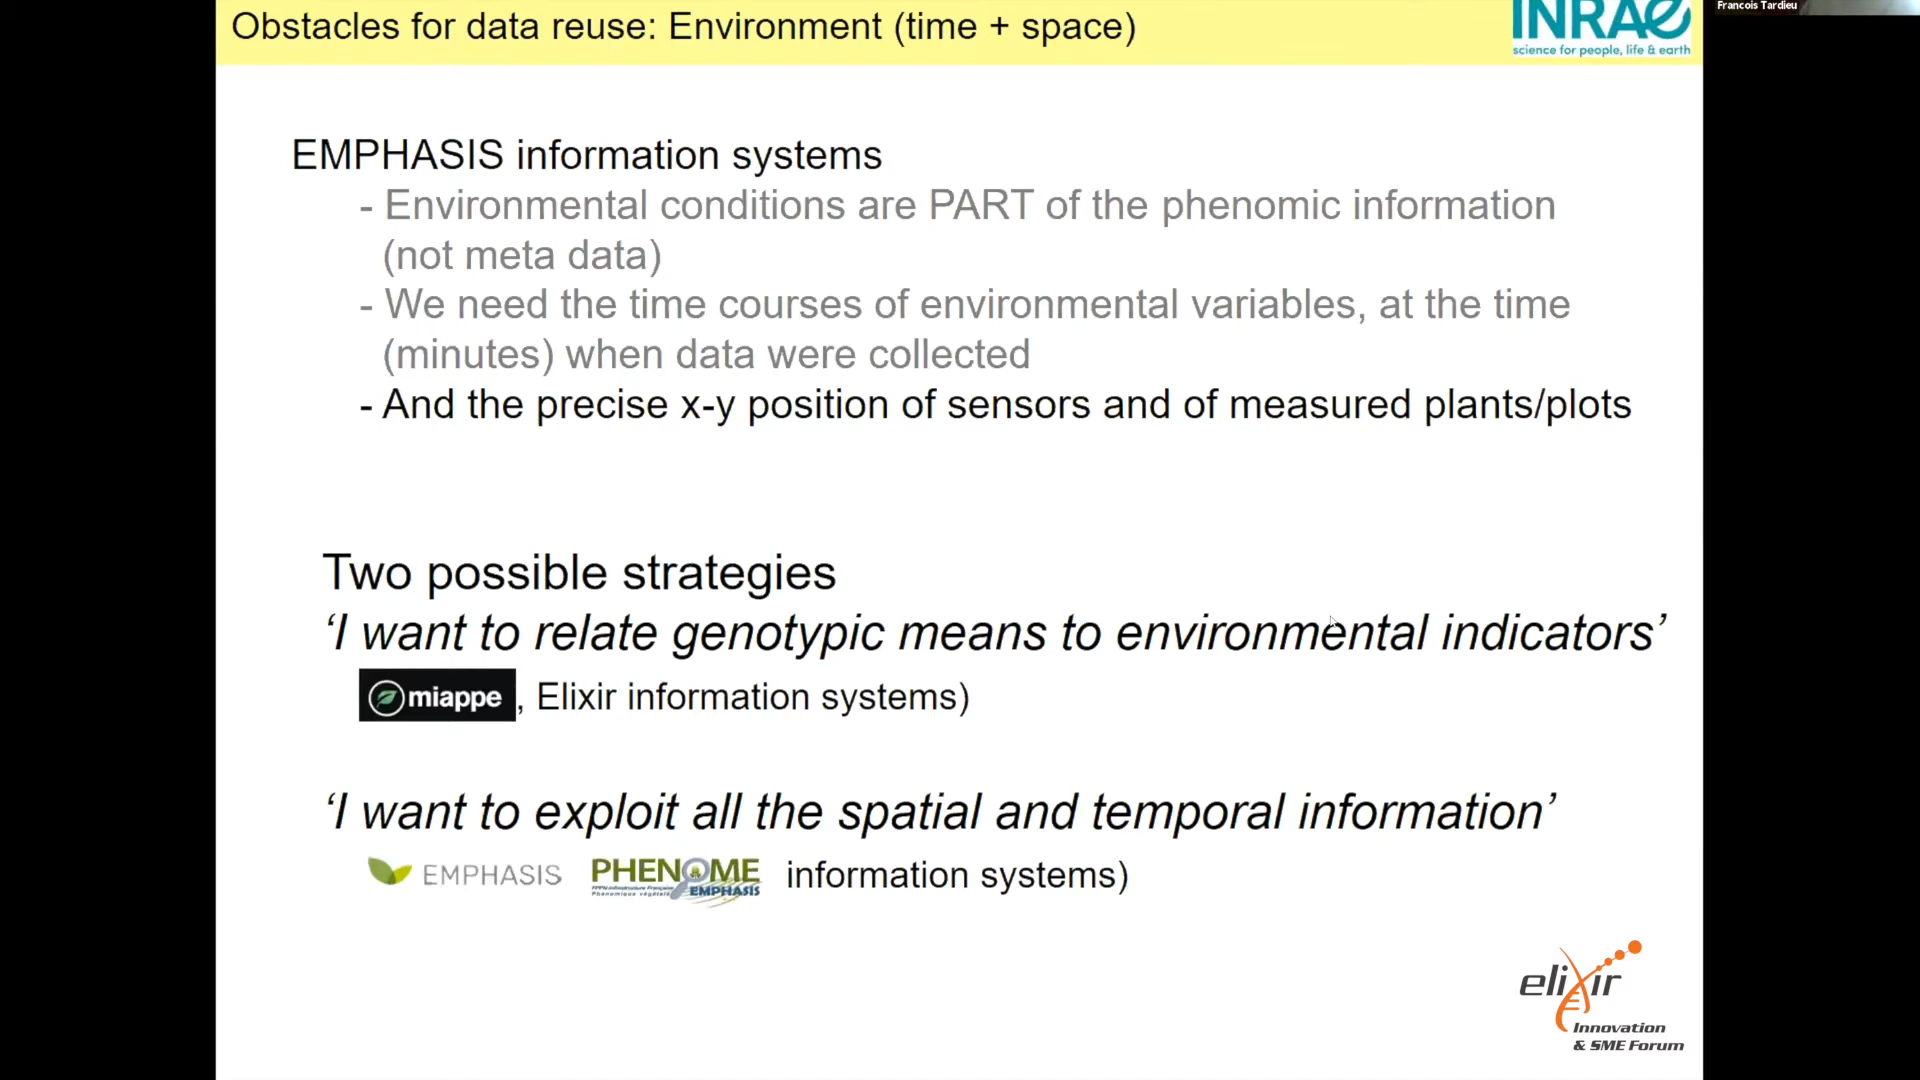 Obstacles for data reuse: Environment (time + space)
INRAE
science for people, life & earth
Francois Tardieu
EMPHASIS information systems
- Environmental conditions are PART of the phenomic information
(not meta data)
- We need the time courses of environmental variables, at the time
(minutes) when data were collected
- And the precise x-y position of sensors and of measured plants/plots
Two possible strategies
‘I want to relate genotypic means to environmental indicators’
miappe , Elixir information systems)
‘I want to exploit all the spatial and temporal information’
EMPHASIS PHENOME EMPHASIS information systems)
elixir
Innovation
& SME Forum